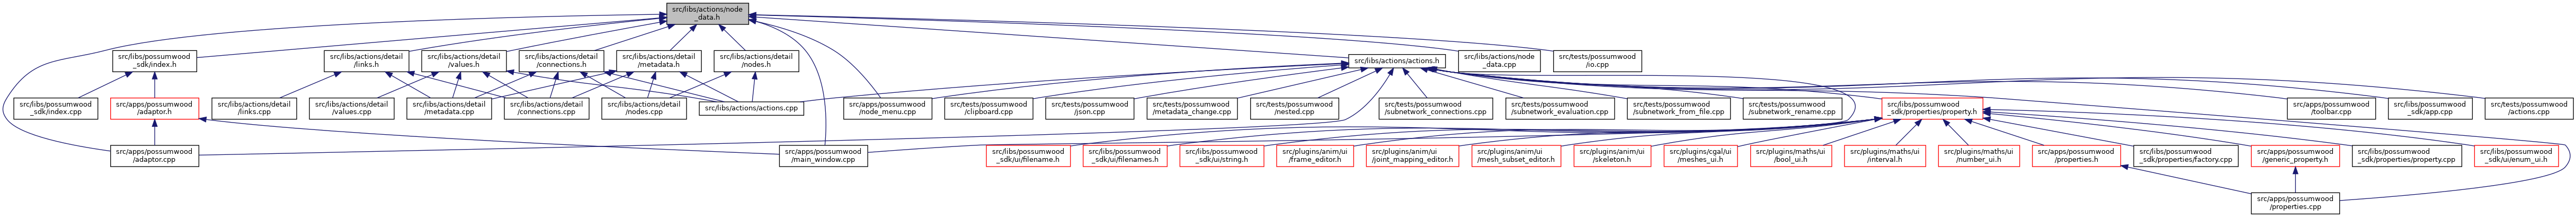 src/libs/actions/node
_data.h
src/libs/possumwood
_sdk/index.h
src/libs/actions/detail
/links.h
src/libs/actions/detail
/values.h
src/libs/actions/detail
/connections.h
src/libs/actions/detail
/metadata.h
src/libs/actions/detail
/nodes.h
src/libs/actions/actions.h
src/libs/actions/node
_data.cpp
src/tests/possumwood
/io.cpp
src/libs/possumwood
_sdk/index.cpp
src/apps/possumwood
/adaptor.h
src/libs/actions/detail
/links.cpp
src/libs/actions/detail
/values.cpp
src/libs/actions/detail
/metadata.cpp
src/libs/actions/detail
/connections.cpp
src/libs/actions/detail
/nodes.cpp
src/libs/actions/actions.cpp
src/apps/possumwood
/node_menu.cpp
src/tests/possumwood
/clipboard.cpp
src/tests/possumwood
/json.cpp
src/tests/possumwood
/metadata_change.cpp
src/tests/possumwood
/nested.cpp
src/tests/possumwood
/subnetwork_connections.cpp
src/tests/possumwood
/subnetwork_evaluation.cpp
src/tests/possumwood
/subnetwork_from_file.cpp
src/tests/possumwood
/subnetwork_rename.cpp
src/libs/possumwood
_sdk/properties/property.h
src/apps/possumwood
/toolbar.cpp
src/libs/possumwood
_sdk/app.cpp
src/tests/possumwood
/actions.cpp
src/apps/possumwood
/adaptor.cpp
src/apps/possumwood
/main_window.cpp
src/libs/possumwood
_sdk/ui/filename.h
src/libs/possumwood
_sdk/ui/filenames.h
src/libs/possumwood
_sdk/ui/string.h
src/plugins/anim/ui
/frame_editor.h
src/plugins/anim/ui
/joint_mapping_editor.h
src/plugins/anim/ui
/mesh_subset_editor.h
src/plugins/anim/ui
/skeleton.h
src/plugins/cgal/ui
/meshes_ui.h
src/plugins/maths/ui
/bool_ui.h
src/plugins/maths/ui
/interval.h
src/plugins/maths/ui
/number_ui.h
src/apps/possumwood
/properties.h
src/libs/possumwood
_sdk/properties/factory.cpp
src/apps/possumwood
/generic_property.h
src/libs/possumwood
_sdk/properties/property.cpp
src/libs/possumwood
_sdk/ui/enum_ui.h
src/apps/possumwood
/properties.cpp